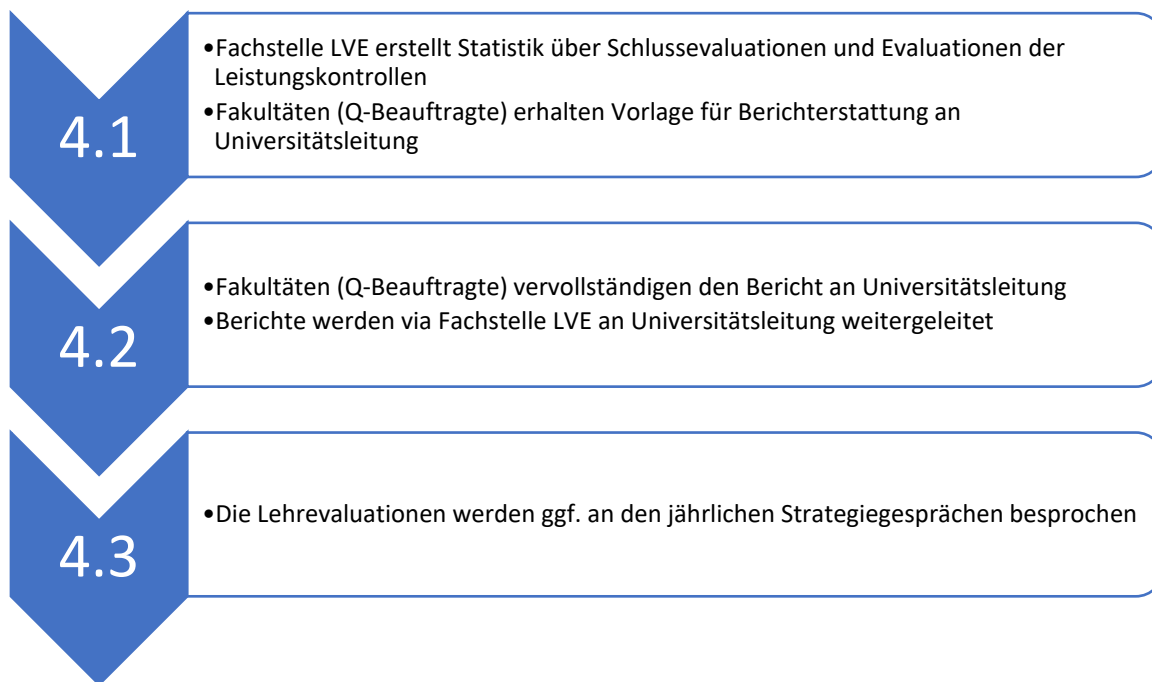 4.1
•Fachstelle LVE erstellt Statistik über Schlussevaluationen und Evaluationen der
Leistungskontrollen
•Fakultäten (Q-Beauftragte) erhalten Vorlage für Berichterstattung an
Universitätsleitung
4.2
•Fakultäten (Q-Beauftragte) vervollständigen den Bericht an Universitätsleitung
•Berichte werden via Fachstelle LVE an Universitätsleitung weitergeleitet
4.3
•Die Lehrevaluationen werden ggf. an den jährlichen Strategiegesprächen besprochen